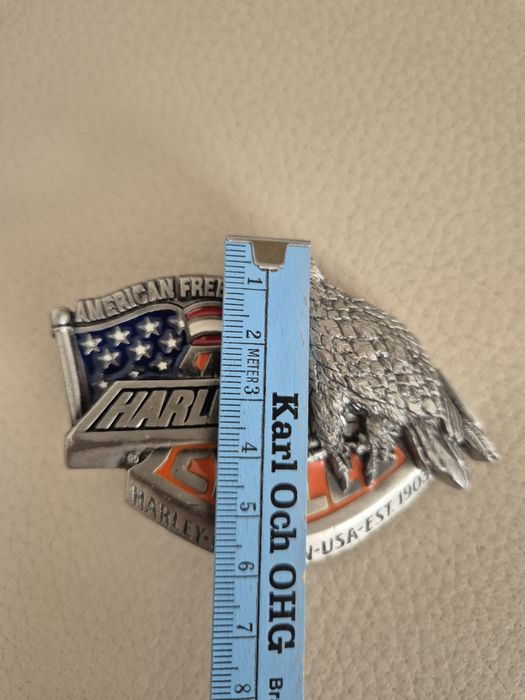 AMERICAN FREE
HARL
®
HARLEY-
N-USA-EST. 1903
1
2
METER 3
4
5
6
7
8
Karl Och OHG
Br